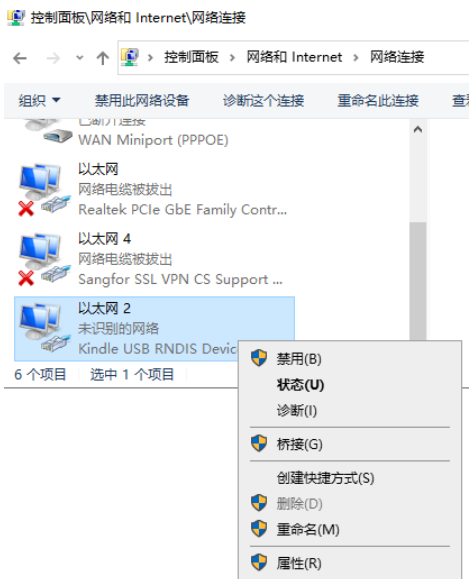 控制面板\网络和 Internet\网络连接
控制面板 › 网络和 Internet › 网络连接
组织 禁用此网络设备 诊断这个连接 重命名此连接
已断开连接
WAN Miniport (PPPOE)
以太网
网络电缆被拔出
Realtek PCIe GbE Family Contr...
以太网 4
网络电缆被拔出
Sangfor SSL VPN CS Support ...
以太网 2
未识别的网络
Kindle USB RNDIS Devic
6 个项目 选中 1 个项目
禁用(B)
状态(U)
诊断(I)
桥接(G)
创建快捷方式(S)
删除(D)
重命名(M)
属性(R)